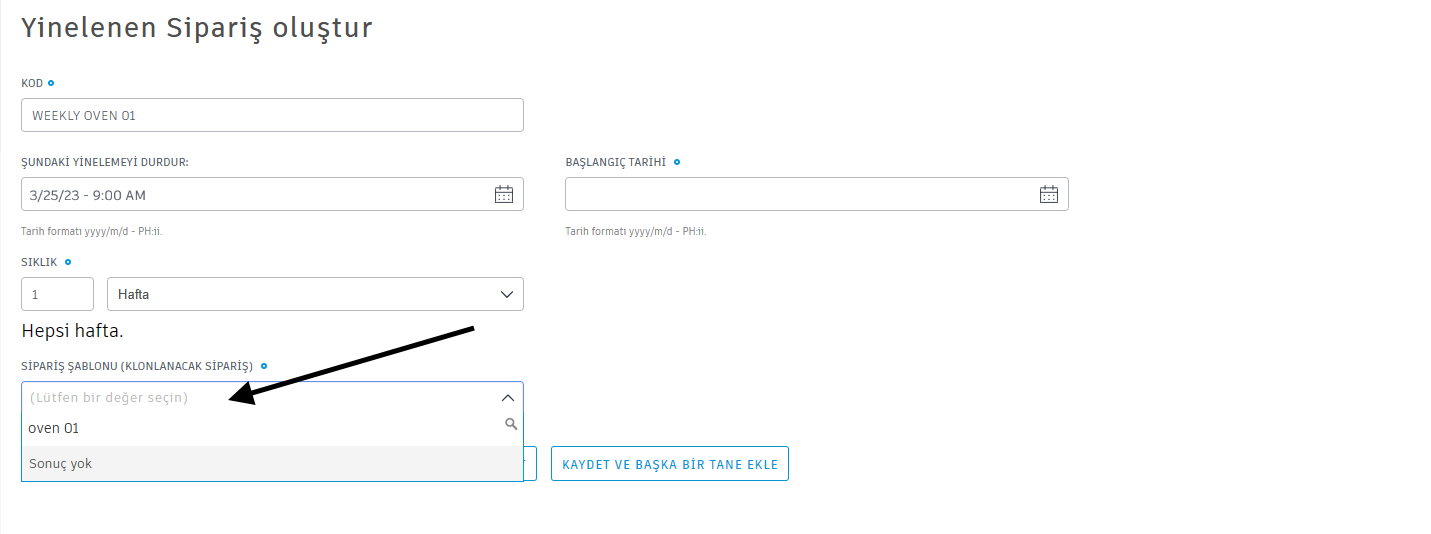 Yinelenen Sipariş oluştur
KOD
WEEKLY OVEN 01
ŞUNDAKİ YİNELEMEYİ DURDUR:
BAŞLANGIÇ TARİHİ
3/25/23 - 9:00 AM
Tarih formatı yyyy/m/d - PH:ii.
Tarih formatı yyyy/m/d - PH:ii.
SIKLIK
1
Hafta
Hepsi hafta.
SİPARİŞ ŞABLONU (KLONLANACAK SİPARİŞ)
(Lütfen bir değer seçin)
oven 01
Sonuç yok
KAYDET VE BAŞKA BİR TANE EKLE